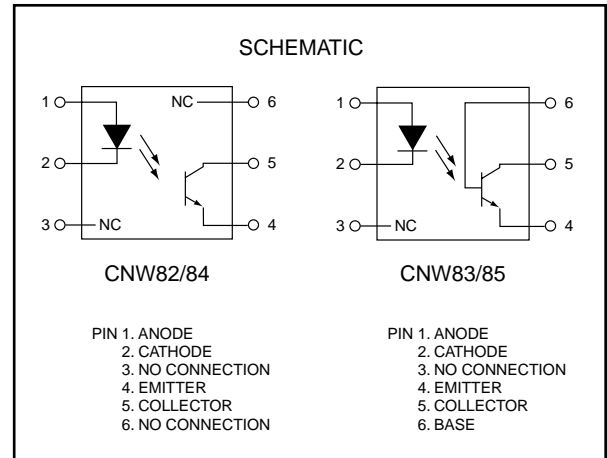 SCHEMATIC
1
NC
6
2
5
3
NC
4
CNW82/84
1
6
2
5
3
NC
4
CNW83/85
PIN 1. ANODE
2. CATHODE
3. NO CONNECTION
4. EMITTER
5. COLLECTOR
6. NO CONNECTION
PIN 1. ANODE
2. CATHODE
3. NO CONNECTION
4. EMITTER
5. COLLECTOR
6. BASE